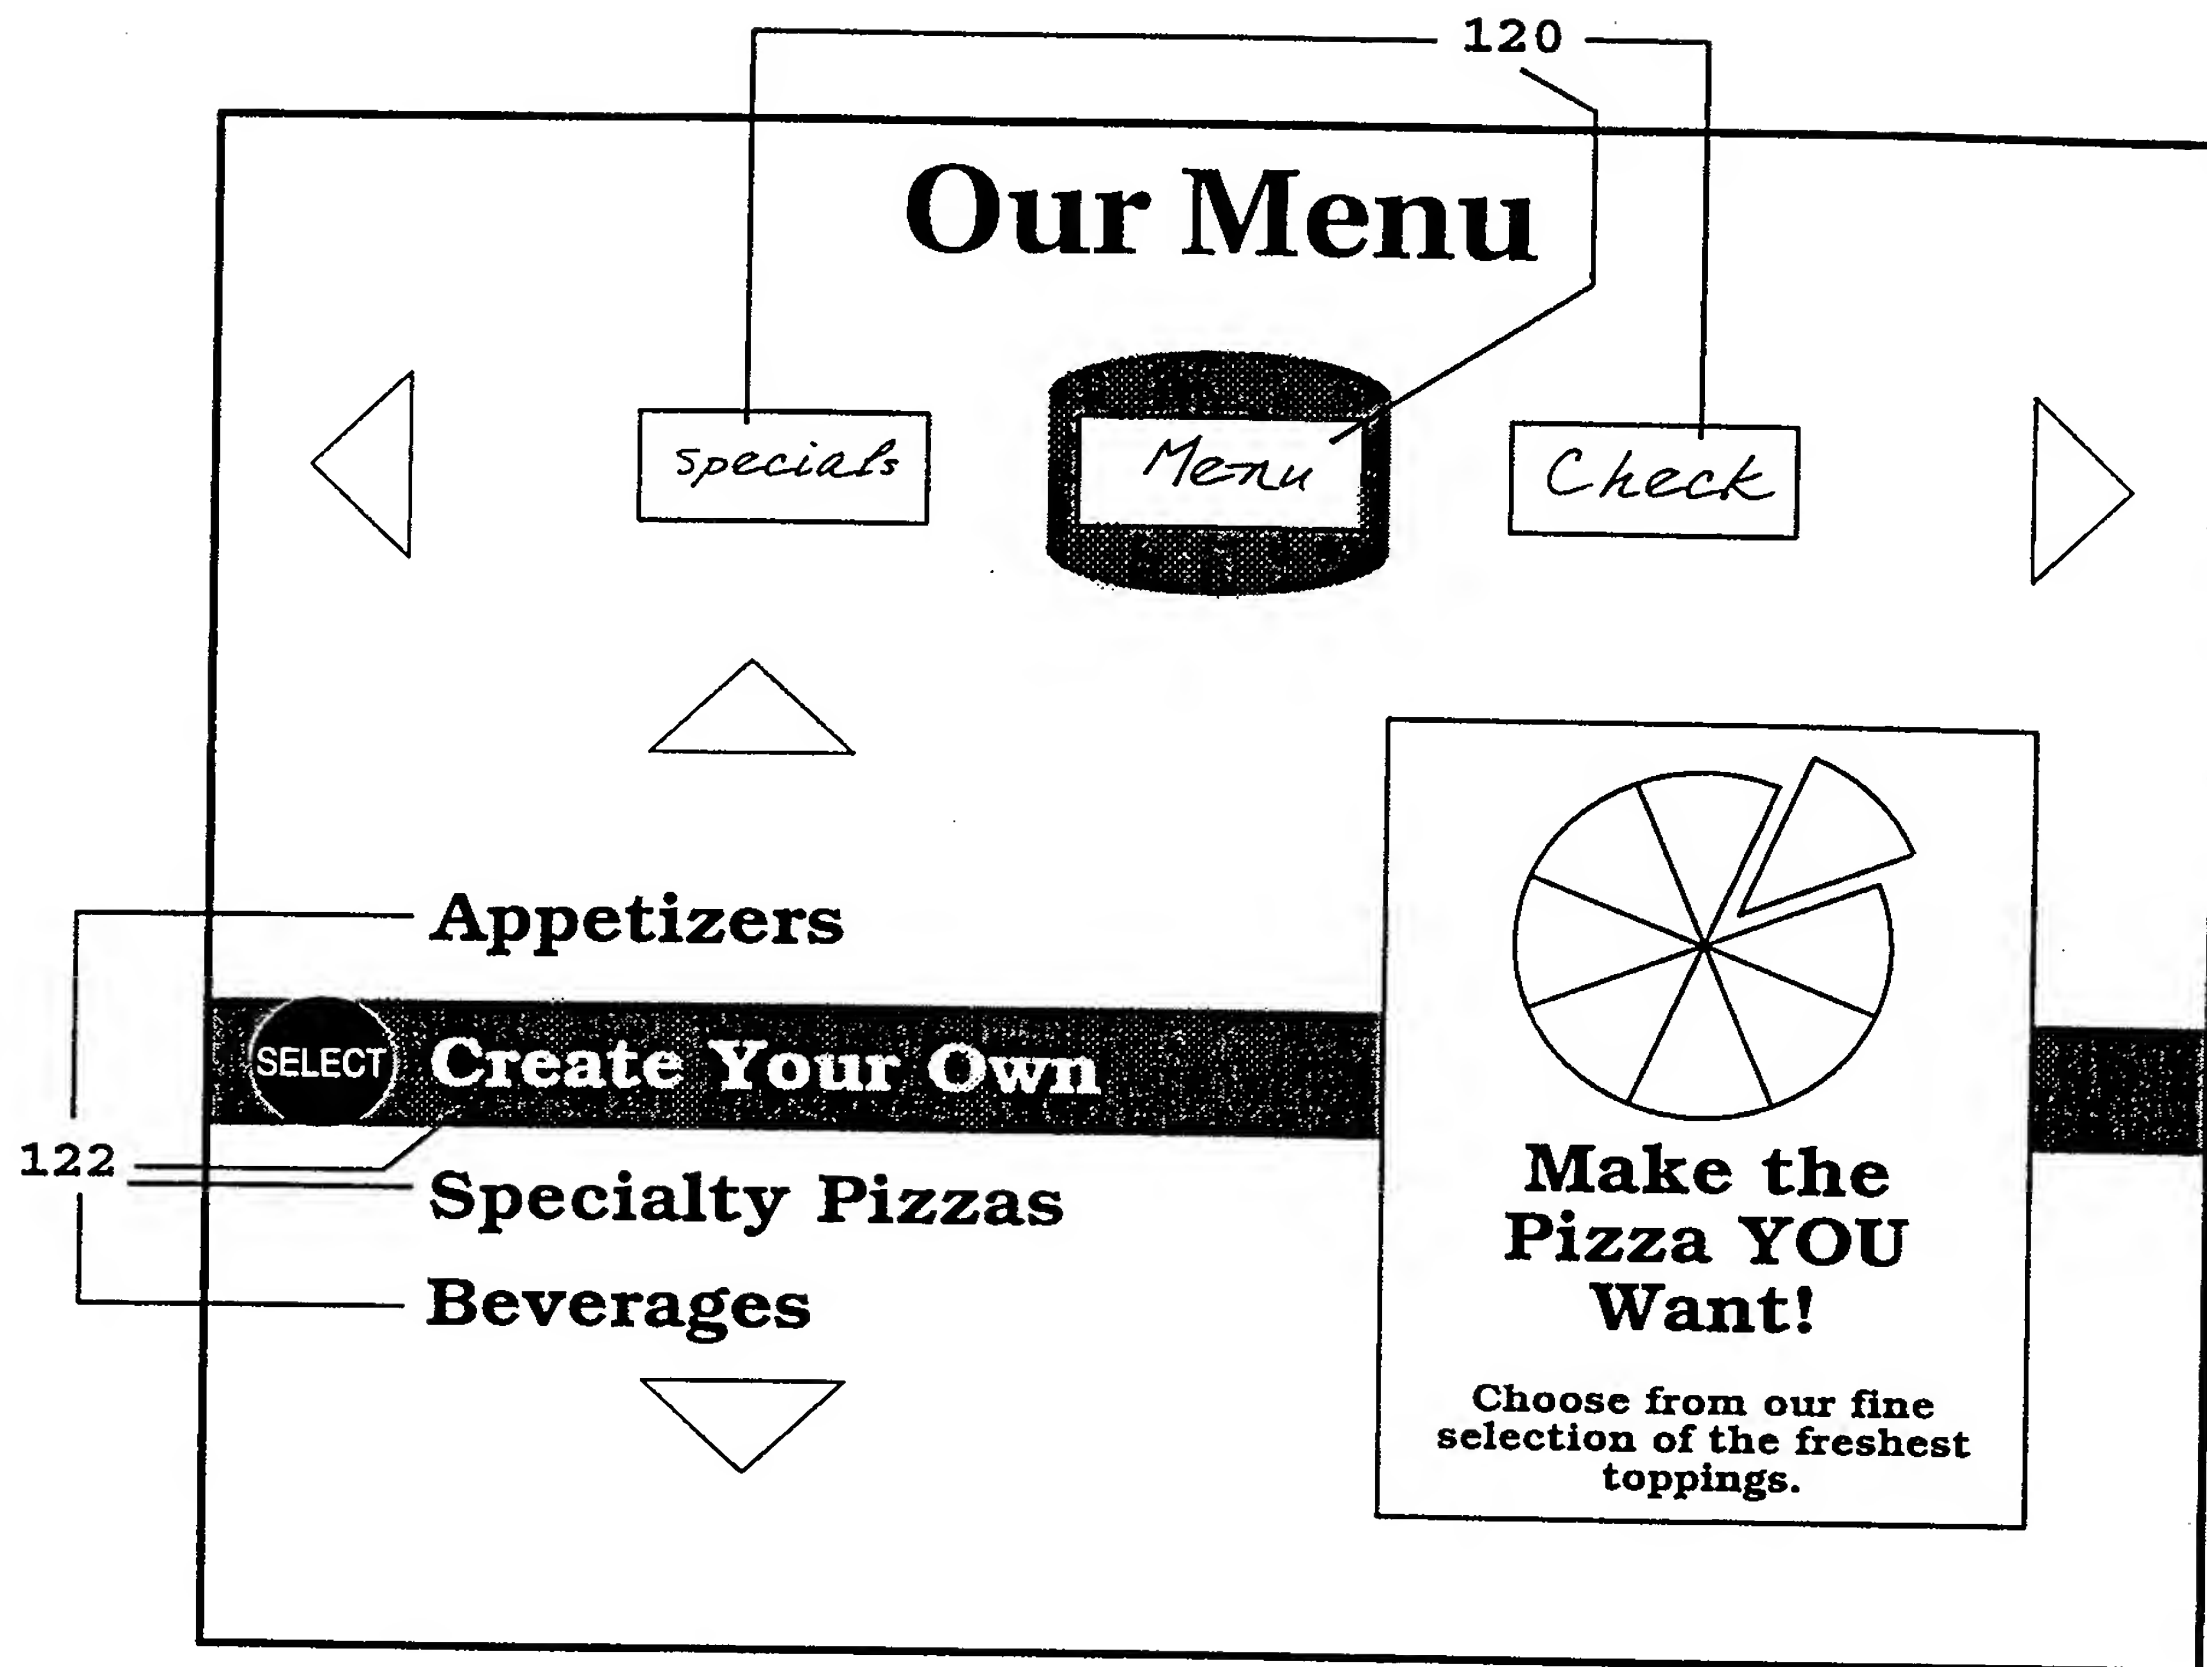 120
Our Menu
specials
Menu
Check
Appetizers
SELECT Create Your Own
122
Specialty Pizzas
Beverages
Make the
Pizza YOU
Want!
Choose from our fine
selection of the freshest
toppings.